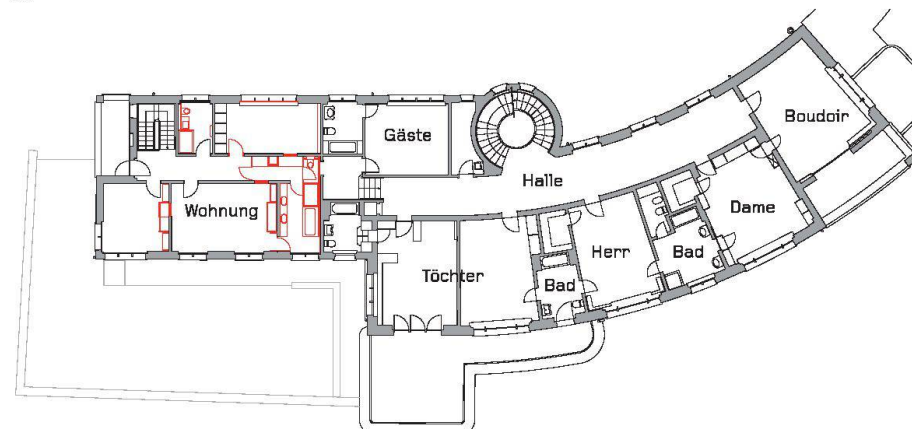 Boudoir
Gäste
Halle
Wohnung
Dame
Herr
Bad
Töchter
Bad